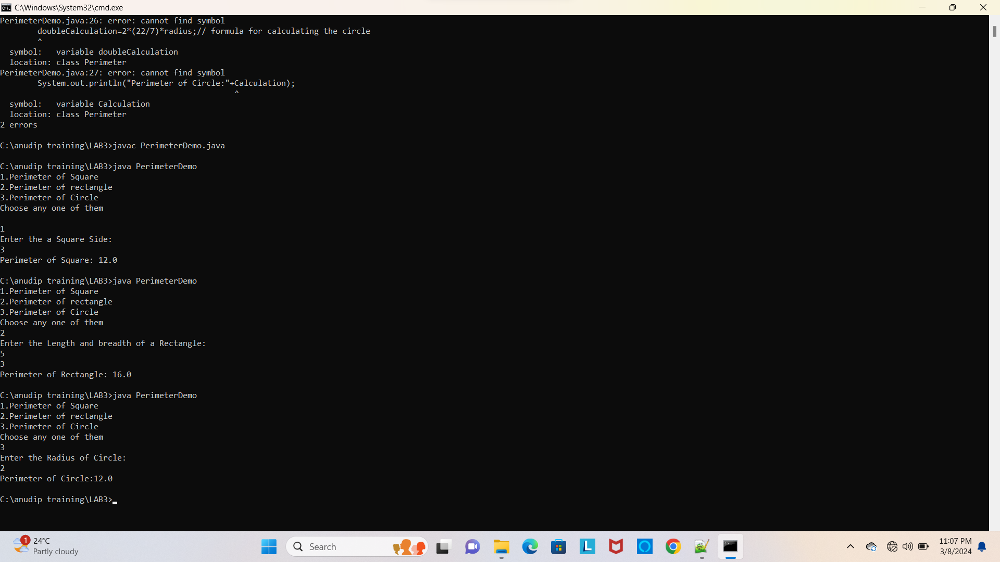 C:\Windows\System32\cmd.exe
PerimeterDemo.java:26: error: cannot find symbol
        doubleCalculation=2*(22/7)*radius;// formula for calculating the circle
        ^
  symbol:   variable doubleCalculation
  location: class Perimeter
PerimeterDemo.java:27: error: cannot find symbol
        System.out.println("Perimeter of Circle:"+Calculation);
                                                  ^
  symbol:   variable Calculation
  location: class Perimeter
2 errors
C:\anudip training\LAB3>javac PerimeterDemo.java
C:\anudip training\LAB3>java PerimeterDemo
1.Perimeter of Square
2.Perimeter of rectangle
3.Perimeter of Circle
Choose any one of them
1
Enter the a Square Side:
3
Perimeter of Square: 12.0
C:\anudip training\LAB3>java PerimeterDemo
1.Perimeter of Square
2.Perimeter of rectangle
3.Perimeter of Circle
Choose any one of them
2
Enter the Length and breadth of a Rectangle:
5
3
Perimeter of Rectangle: 16.0
C:\anudip training\LAB3>java PerimeterDemo
1.Perimeter of Square
2.Perimeter of rectangle
3.Perimeter of Circle
Choose any one of them
3
Enter the Radius of Circle:
2
Perimeter of Circle:12.0
C:\anudip training\LAB3>
1
24°C
Partly cloudy
Search
L
11:07 PM
3/8/2024